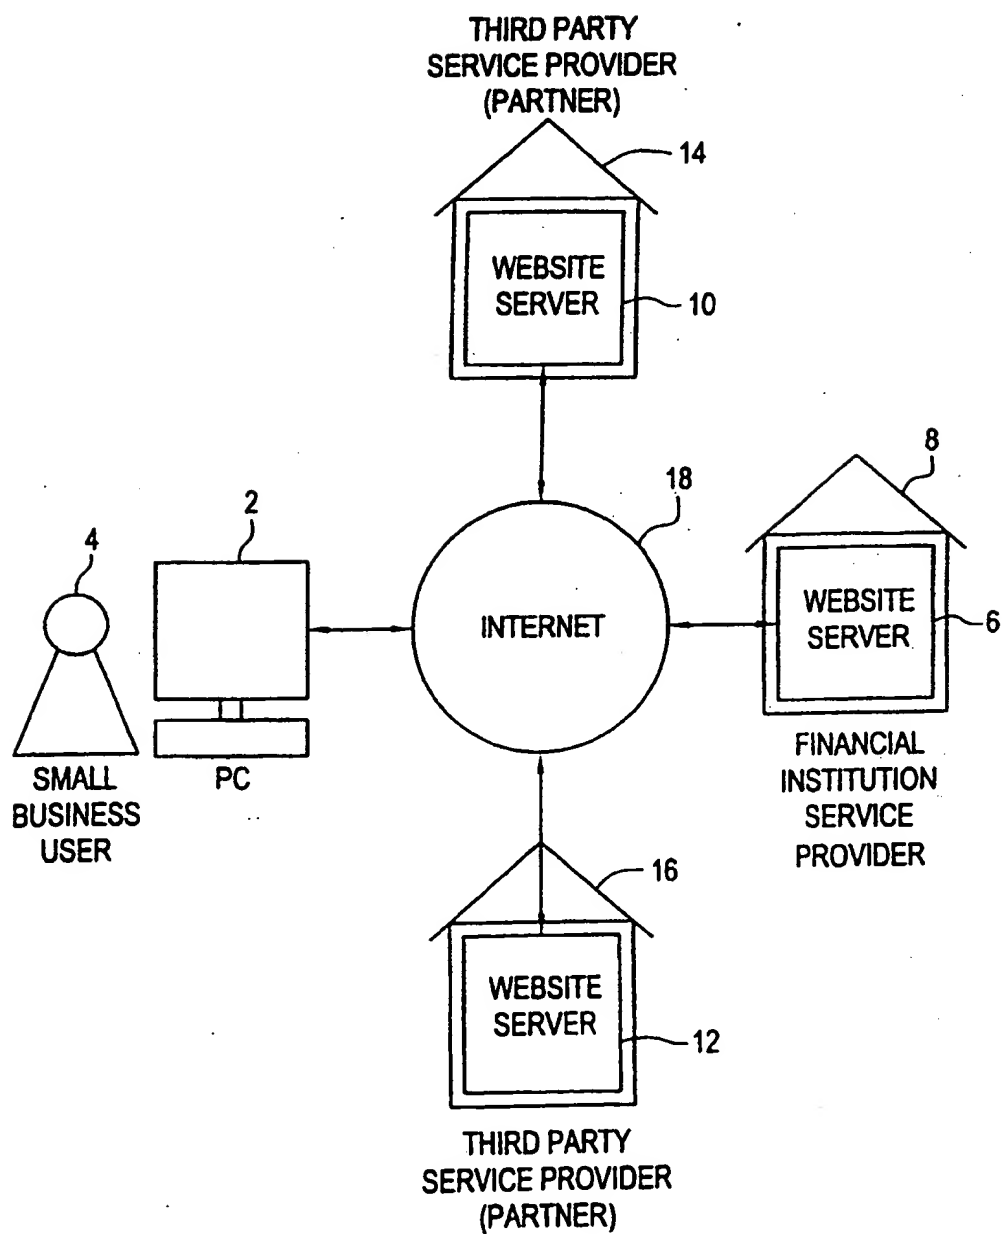 THIRD PARTY
SERVICE PROVIDER
(PARTNER)
14
WEBSITE
SERVER
10
8
18
2
4
INTERNET
WEBSITE
SERVER
6
SMALL
BUSINESS
USER
PC
FINANCIAL
INSTITUTION
SERVICE
PROVIDER
16
WEBSITE
SERVER
12
THIRD PARTY
SERVICE PROVIDER
(PARTNER)